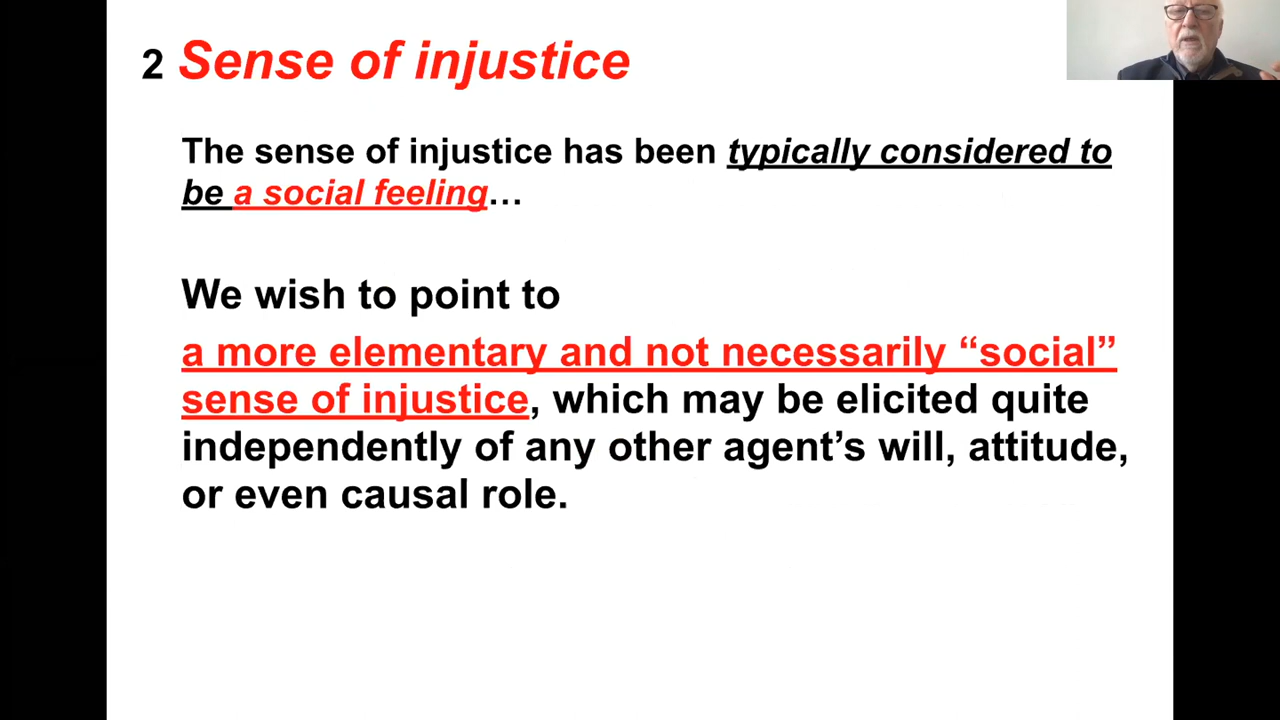 2 Sense of injustice
The sense of injustice has been typically considered to
be a social feeling…
We wish to point to
a more elementary and not necessarily “social”
sense of injustice, which may be elicited quite
independently of any other agent’s will, attitude,
or even causal role.